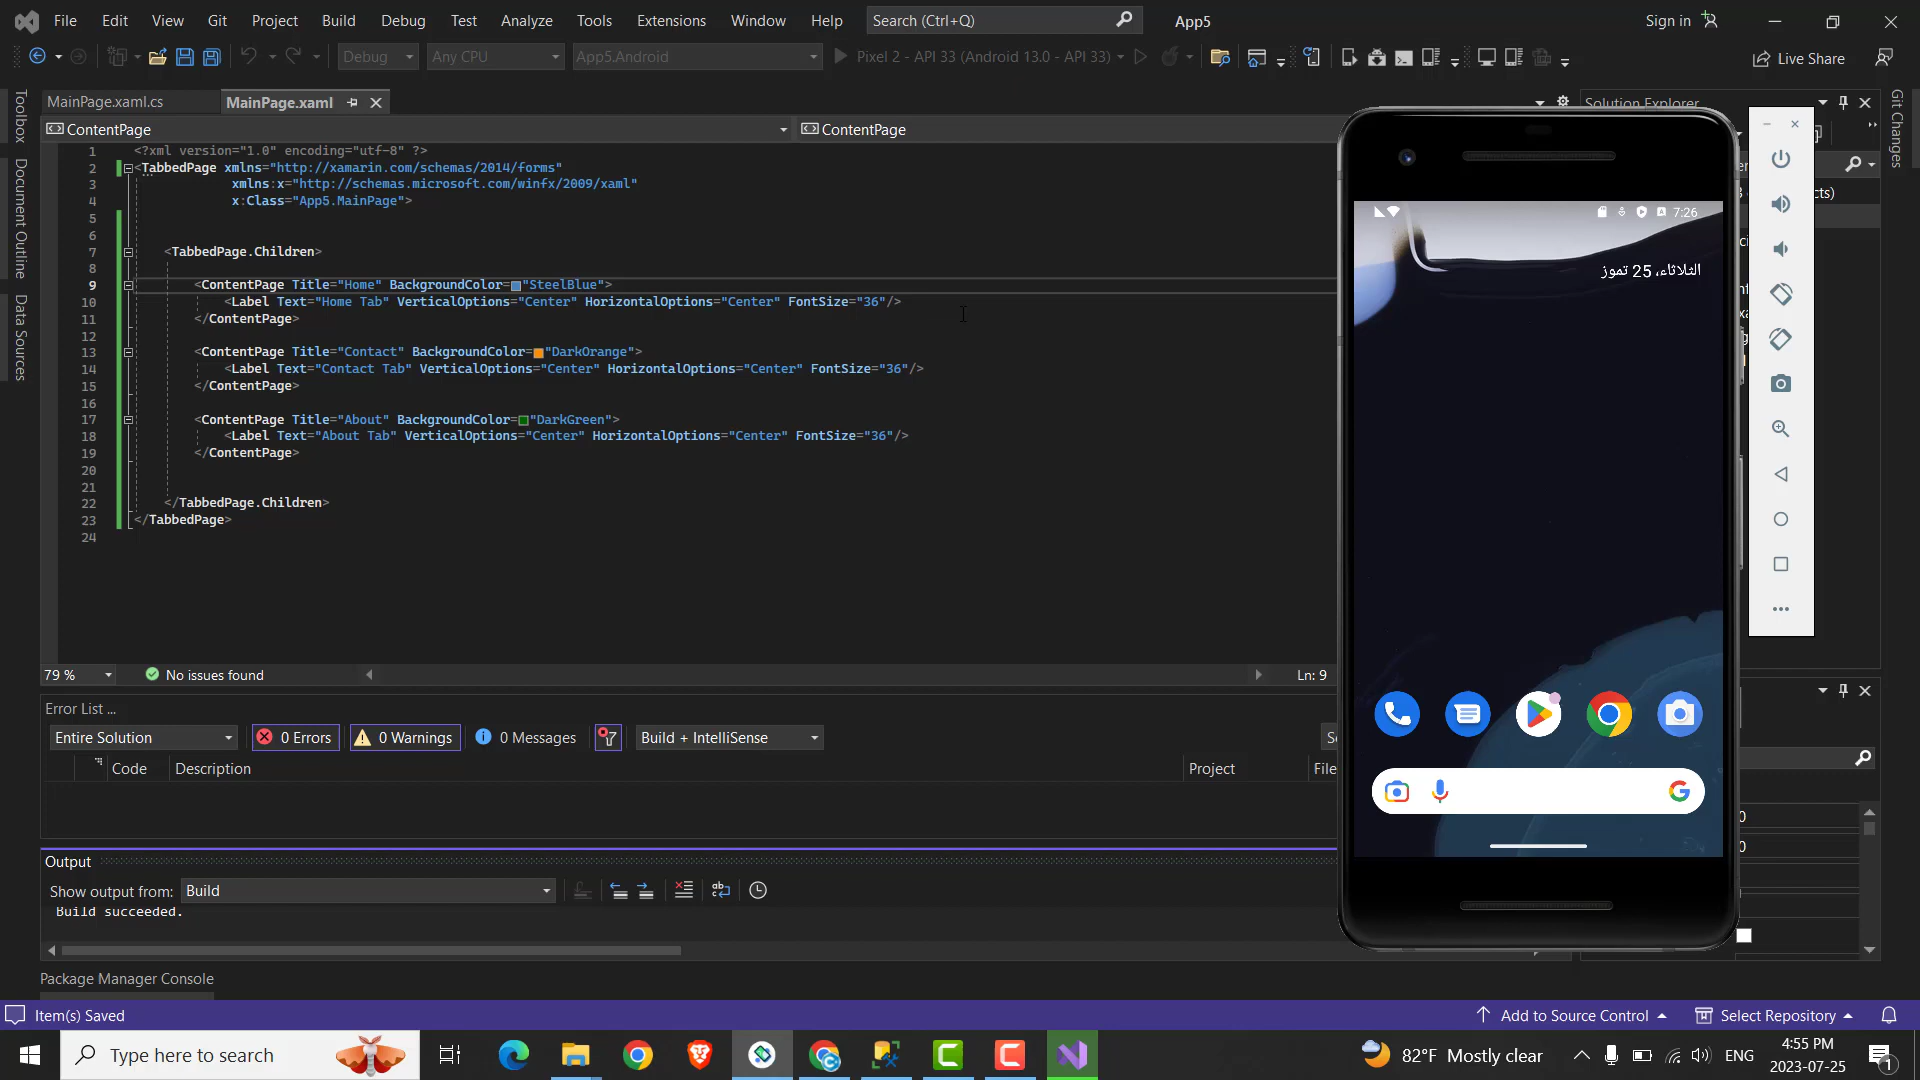 File Edit View Git Project Build Debug Test Analyze Tools Extensions Window Help Search (Ctrl+Q) App5 Sign in
Debug Any CPU App5.Android Pixel 2 - API 33 (Android 13.0 - API 33) Live Share
MainPage.xaml.cs MainPage.xaml Solution Explorer
ContentPage ContentPage
Toolbox
Document Outline
Data Sources
Git Changes
1 <?xml version="1.0" encoding="utf-8" ?>
2 <TabbedPage xmlns="http://xamarin.com/schemas/2014/forms"
3 xmlns:x="http://schemas.microsoft.com/winfx/2009/xaml"
4 x:Class="App5.MainPage">
5
6
7 <TabbedPage.Children>
8
9 <ContentPage Title="Home" BackgroundColor="SteelBlue">
10 <Label Text="Home Tab" VerticalOptions="Center" HorizontalOptions="Center" FontSize="36"/>
11 </ContentPage>
12
13 <ContentPage Title="Contact" BackgroundColor="DarkOrange">
14 <Label Text="Contact Tab" VerticalOptions="Center" HorizontalOptions="Center" FontSize="36"/>
15 </ContentPage>
16
17 <ContentPage Title="About" BackgroundColor="DarkGreen">
18 <Label Text="About Tab" VerticalOptions="Center" HorizontalOptions="Center" FontSize="36"/>
19 </ContentPage>
20
21
22 </TabbedPage.Children>
23 </TabbedPage>
24
79 % No issues found Ln: 9
7:26
الثلاثاء، 25 تموز
cts)
Error List ...
Entire Solution 0 Errors 0 Warnings 0 Messages Build + IntelliSense
Code Description Project File
Output
Show output from: Build
Build succeeded.
Package Manager Console
Item(s) Saved Add to Source Control Select Repository
Type here to search 82°F Mostly clear ENG 4:55 PM
2023-07-25
1